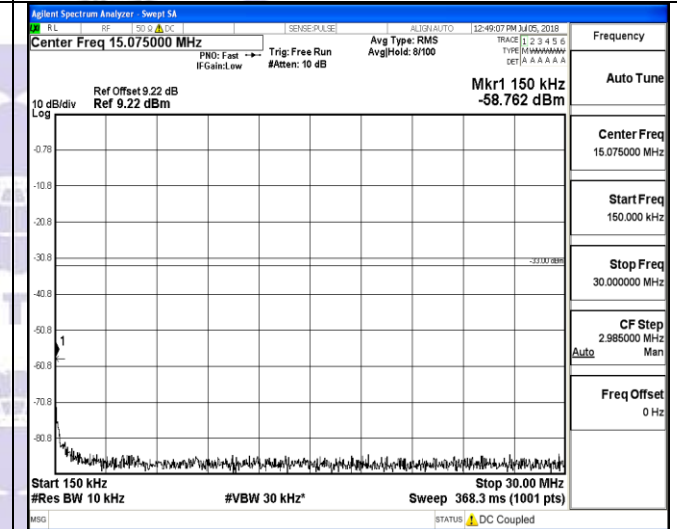 Agilent Spectrum Analyzer - Swept SA
RL RF 50 Ω DC SENSE:PULSE ALIGN AUTO 12:49:07 PM Jul 05, 2018
Center Freq 15.075000 MHz
PNO: Fast
IFGain:Low
Trig: Free Run
#Atten: 10 dB
Avg Type: RMS
Avg|Hold: 8/100
TRACE 1 2 3 4 5 6
TYPE M
DET A A A A A A
Ref Offset 9.22 dB
10 dB/div Ref 9.22 dBm
Log
Mkr1 150 kHz
-58.762 dBm
-0.78
-10.8
-20.8
-30.8
-33.00 dBm
-40.8
-50.8
1
-60.8
-70.8
-80.8
Start 150 kHz Stop 30.00 MHz
#Res BW 10 kHz #VBW 30 kHz* Sweep 368.3 ms (1001 pts)
MSG STATUS DC Coupled
Frequency
Auto Tune
Center Freq
15.075000 MHz
Start Freq
150.000 kHz
Stop Freq
30.000000 MHz
CF Step
2.985000 MHz
Auto Man
Freq Offset
0 Hz